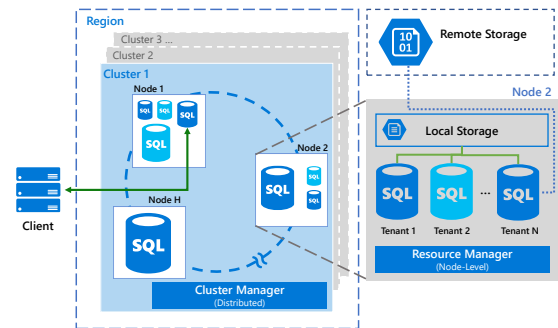 Region
Cluster 3 ...
Cluster 2
Cluster 1
Node 1
SQL
SQL
SQL
SQL
Node 2
SQL
SQL
SQL
Node H
SQL
Client
Cluster Manager
(Distributed)
10
01
Remote Storage
Node 2
Local Storage
SQL
SQL
...
SQL
Tenant 1
Tenant 2
Tenant N
Resource Manager
(Node-Level)